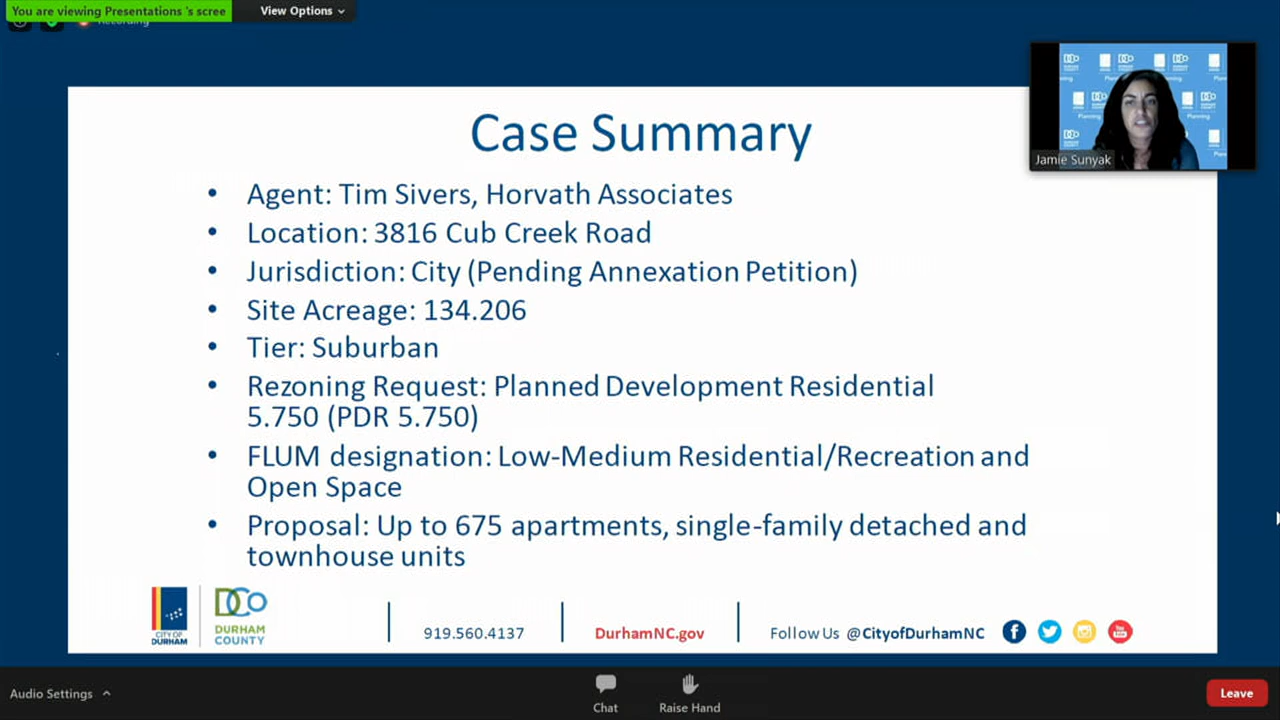 You are viewing Presentations 's scree
View Options
Recording
Case Summary
Jamie Sunyak
• Agent: Tim Sivers, Horvath Associates
• Location: 3816 Cub Creek Road
• Jurisdiction: City (Pending Annexation Petition)
• Site Acreage: 134.206
• Tier: Suburban
• Rezoning Request: Planned Development Residential
5.750 (PDR 5.750)
• FLUM designation: Low-Medium Residential/Recreation and
Open Space
• Proposal: Up to 675 apartments, single-family detached and
townhouse units
CITY OF
DURHAM
DCo
DURHAM
COUNTY
919.560.4137
DurhamNC.gov
Follow Us @CityofDurhamNC
Audio Settings
Chat
Raise Hand
Leave